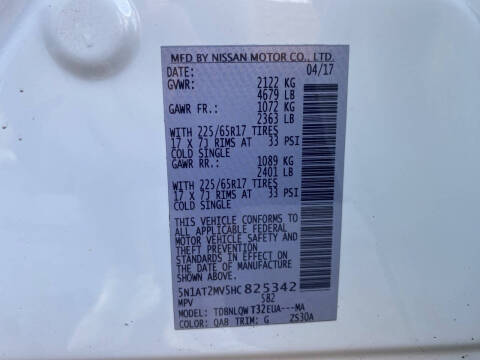 MFD BY NISSAN MOTOR CO., LTD.
DATE: 04/17
GVWR: 2122 KG
4679 LB
GAWR FR.: 1072 KG
2363 LB
WITH 225/65R17 TIRES
17 X 7J RIMS AT 33 PSI
COLD SINGLE
GAWR RR.: 1089 KG
2401 LB
WITH 225/65R17 TIRES
17 X 7J RIMS AT 33 PSI
COLD SINGLE
THIS VEHICLE CONFORMS TO
ALL APPLICABLE FEDERAL
MOTOR VEHICLE SAFETY AND
THEFT PREVENTION
STANDARDS IN EFFECT ON
THE DATE OF MANUFACTURE
SHOWN ABOVE.
5N1AT2MV5HC825342
MPV S82
MODEL: TDBNLQWT32EUA---MA
COLOR: QAB TRIM: G ZS30A